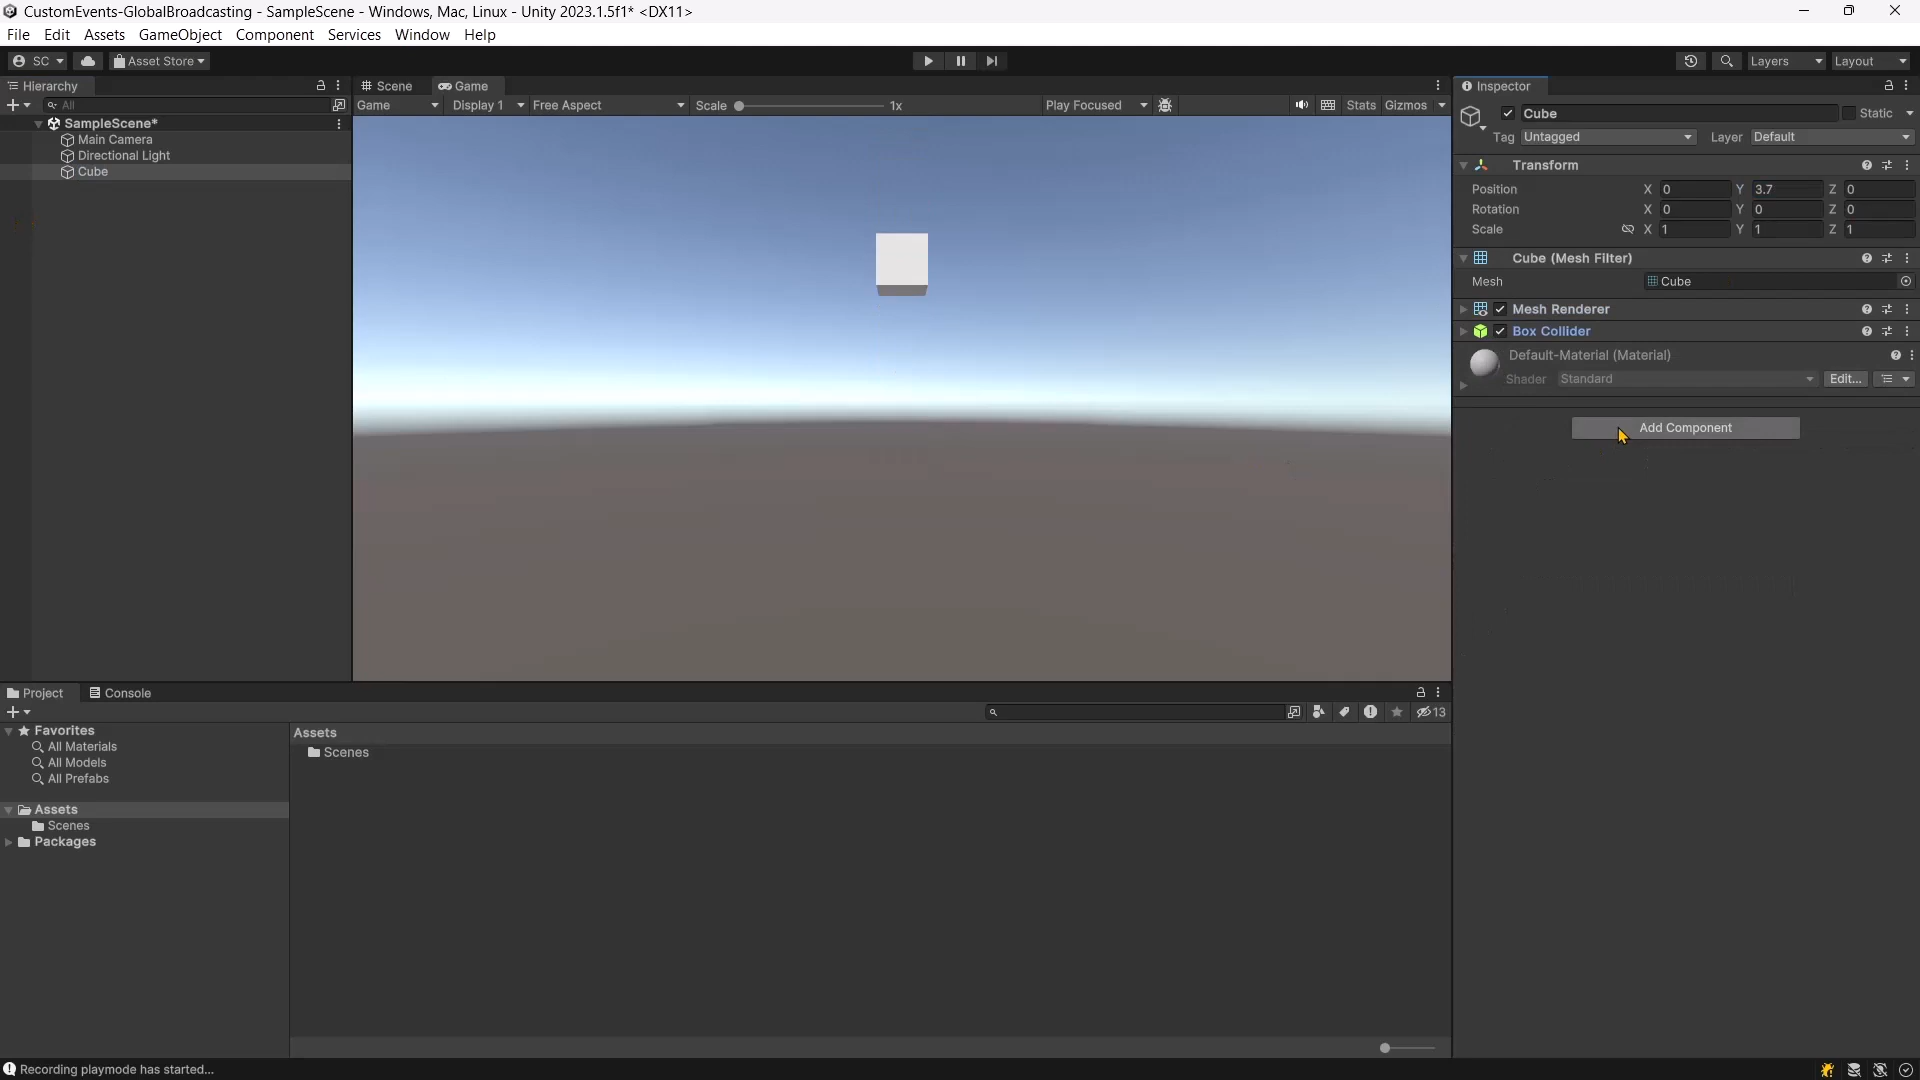 CustomEvents-GlobalBroadcasting - SampleScene - Windows, Mac, Linux - Unity 2023.1.5f1* <DX11>
File Edit Assets GameObject Component Services Window Help
SC Asset Store Layers Layout
Hierarchy
All
SampleScene*
Main Camera
Directional Light
Cube
Scene Game
Game Display 1 Free Aspect Scale 1x Play Focused Stats Gizmos
Inspector
Cube Static
Tag Untagged Layer Default
Transform
Position X 0 Y 3.7 Z 0
Rotation X 0 Y 0 Z 0
Scale X 1 Y 1 Z 1
Cube (Mesh Filter)
Mesh Cube
Mesh Renderer
Box Collider
Default-Material (Material)
Shader Standard Edit...
Add Component
Project Console
13
Favorites
All Materials
All Models
All Prefabs
Assets
Scenes
Packages
Assets
Scenes
Recording playmode has started...